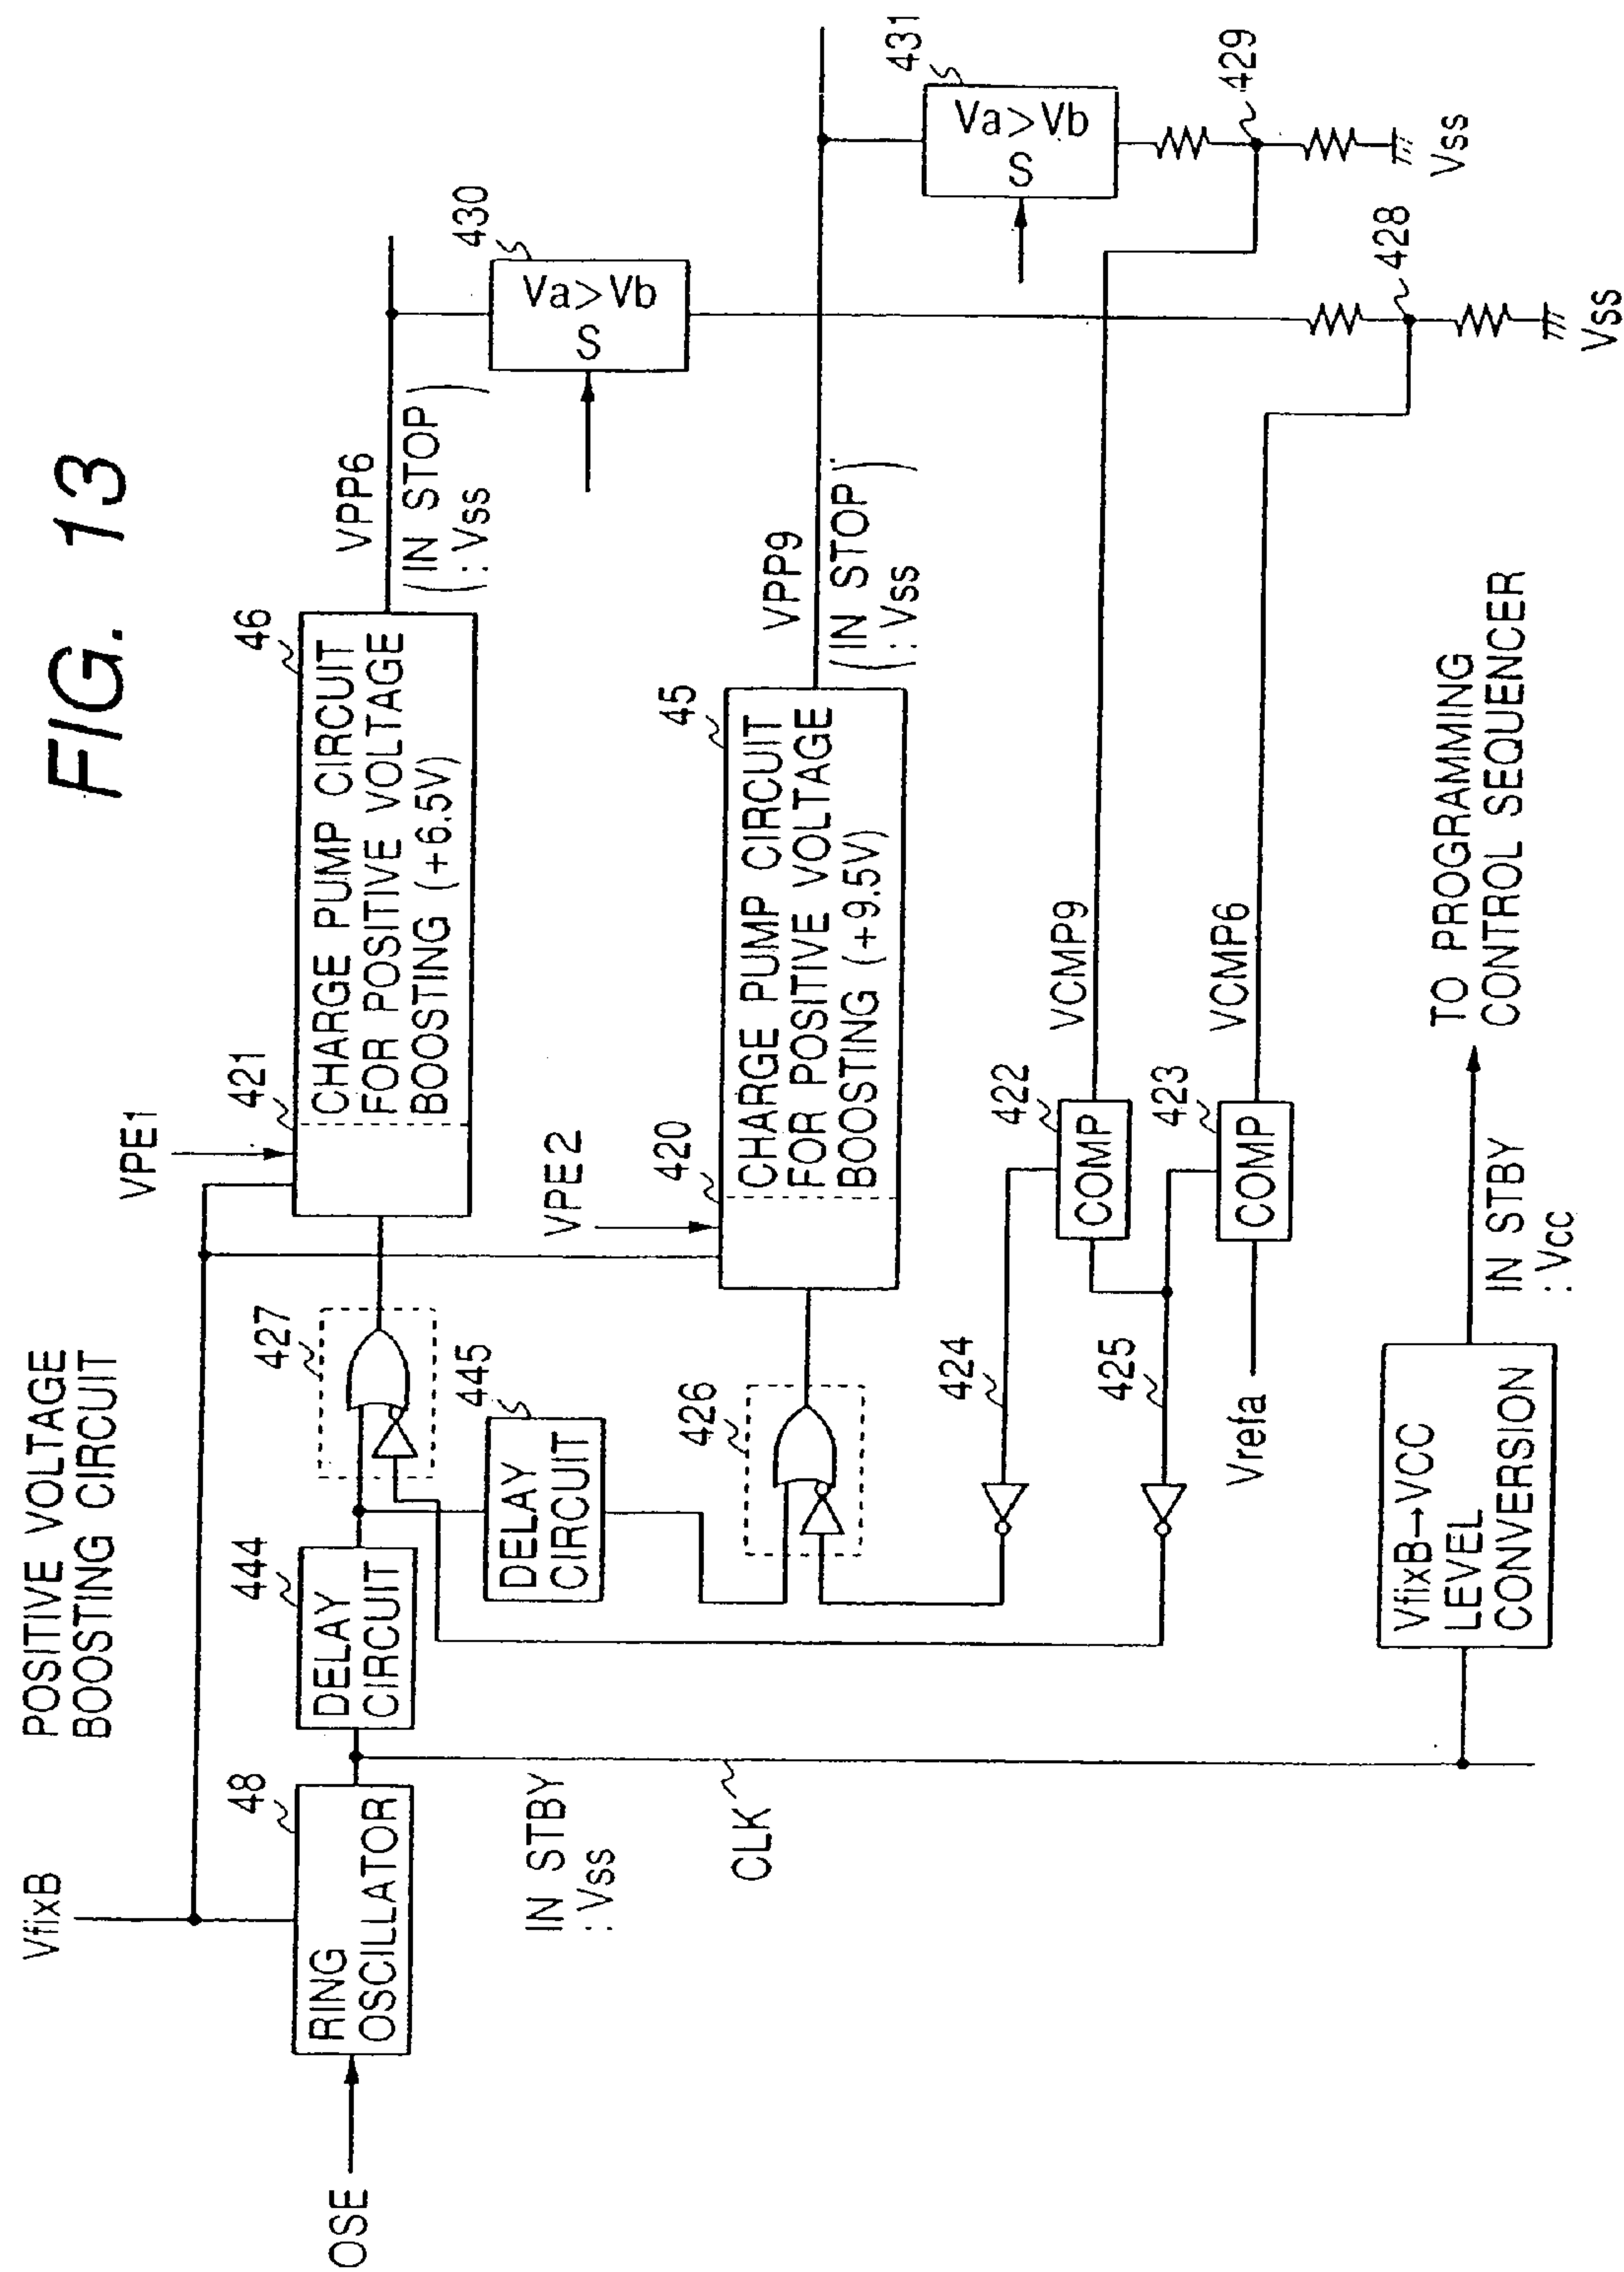 FIG. 13
POSITIVE VOLTAGE
BOOSTING CIRCUIT
VfixB
OSE
48
RING
OSCILLATOR
IN STBY
: Vss
CLK
444
DELAY
CIRCUIT
427
445
DELAY
CIRCUIT
426
VPE1
421
46
CHARGE PUMP CIRCUIT
FOR POSITIVE VOLTAGE
BOOSTING (+6.5V)
VPP6
(IN STOP
: Vss)
430
Va>Vb
S
VPE2
420
45
CHARGE PUMP CIRCUIT
FOR POSITIVE VOLTAGE
BOOSTING (+9.5V)
VPP9
(IN STOP
: Vss)
431
Va>Vb
S
424
422
COMP
VCMP9
429
Vss
425
423
COMP
VCMP6
428
Vss
Vrefa
VfixB→VCC
LEVEL
CONVERSION
IN STBY
: Vcc
TO PROGRAMMING
CONTROL SEQUENCER